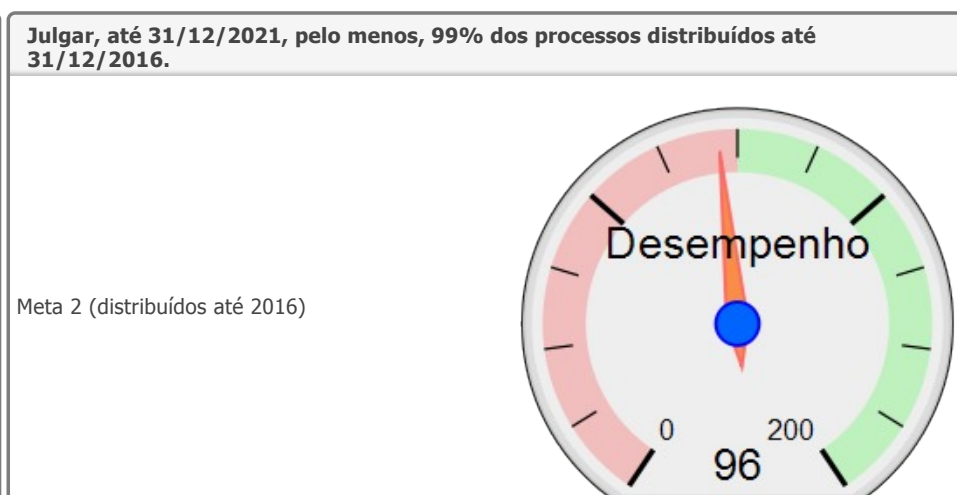 Julgar, até 31/12/2021, pelo menos, 99% dos processos distribuídos até
31/12/2016.
Desempenho
Meta 2 (distribuídos até 2016)
0 200
96